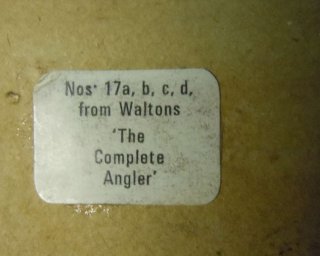 Nos· 17a, b, c, d,
from Waltons
'The
Complete
Angler'